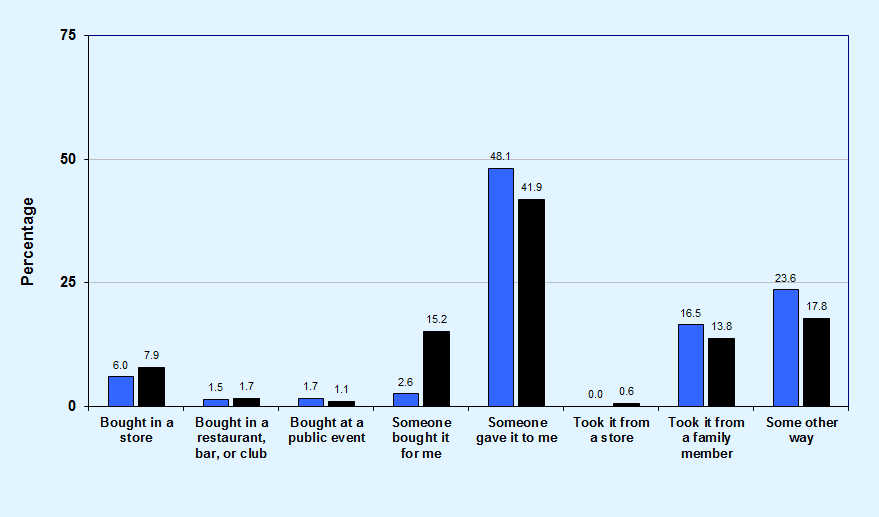 75
50
25
0
Percentage
6.0
7.9
1.5
1.7
1.7
1.1
2.6
15.2
48.1
41.9
0.0
0.6
16.5
13.8
23.6
17.8
Bought in a
store
Bought in a
restaurant,
bar, or club
Bought at a
public event
Someone
bought it
for me
Someone
gave it to me
Took it from
a store
Took it from
a family
member
Some other
way